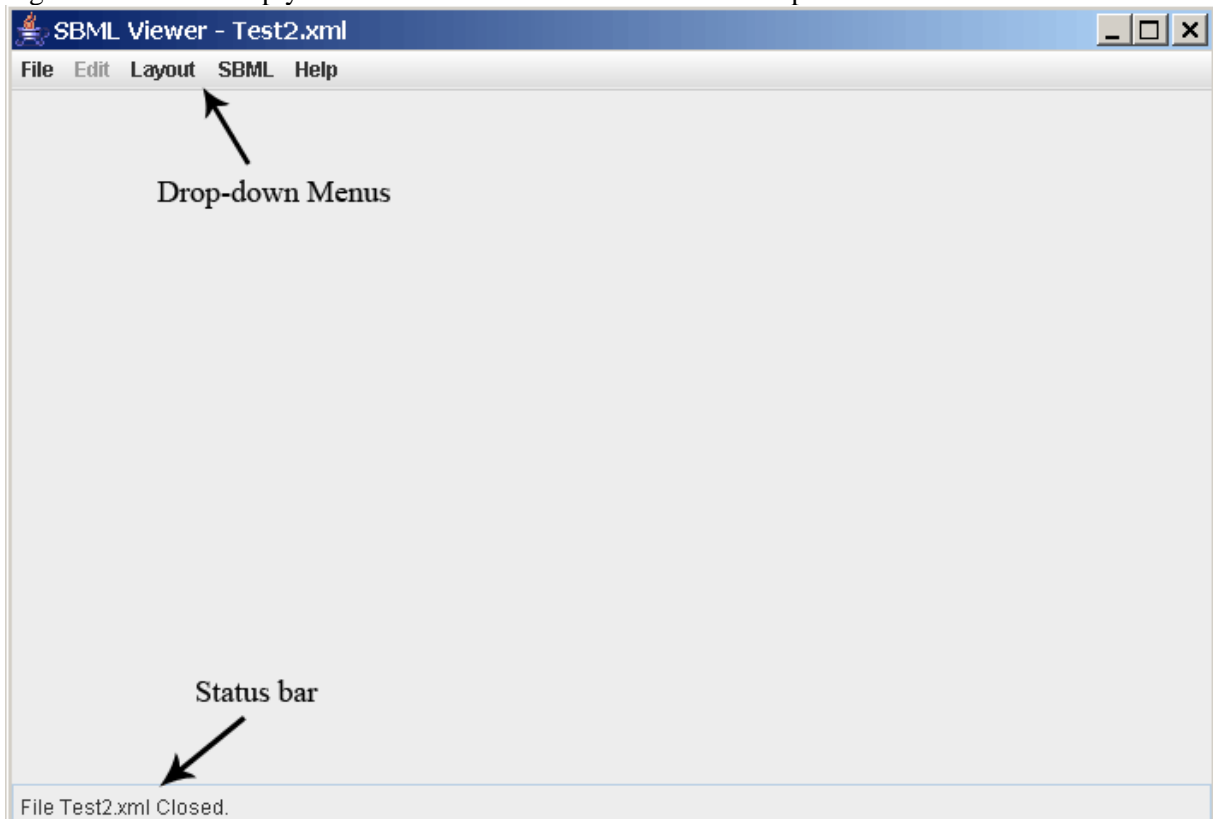 SBML Viewer - Test2.xml
File Edit Layout SBML Help
Drop-down Menus
Status bar
File Test2.xml Closed.